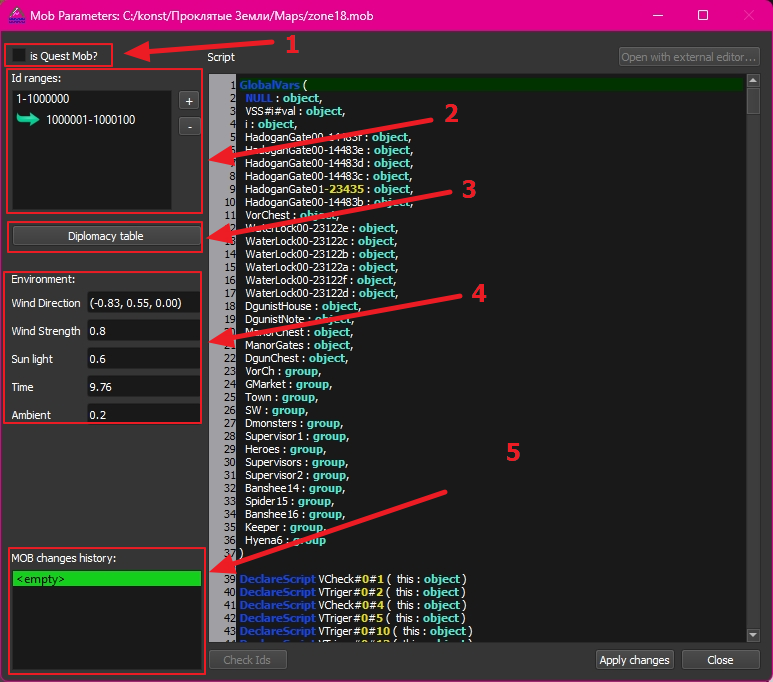 Mob Parameters: C:/konst/Проклятые Земли/Maps/zone18.mob
is Quest Mob?
1
Script
Open with external editor...
Id ranges:
1-1000000
+
1000001-1000100
-
2
3
Diplomacy table
Environment:
Wind Direction (-0.83, 0.55, 0.00)
4
Wind Strength 0.8
Sun light 0.6
Time 9.76
Ambient 0.2
5
MOB changes history:
<empty>
1 GlobalVars (
2 NULL : object,
3 VSS#i#val : object,
4 i : object,
5 HadoganGate00-14483f : object,
6 HadoganGate00-14483e : object,
7 HadoganGate00-14483d : object,
8 HadoganGate00-14483c : object,
9 HadoganGate01-23435 : object,
10 HadoganGate00-14483b : object,
11 VorChest : object,
12 WaterLock00-23122e : object,
13 WaterLock00-23122c : object,
14 WaterLock00-23122b : object,
15 WaterLock00-23122a : object,
16 WaterLock00-23122f : object,
17 WaterLock00-23122d : object,
18 DgunistHouse : object,
19 DgunistNote : object,
20 ManorChest : object,
21 ManorGates : object,
22 DgunChest : object,
23 VorCh : group,
24 GMarket : group,
25 Town : group,
26 SW : group,
27 Dmonsters : group,
28 Supervisor1 : group,
29 Heroes : group,
30 Supervisors : group,
31 Supervisor2 : group,
32 Banshee14 : group,
33 Spider15 : group,
34 Banshee16 : group,
35 Keeper : group,
36 Hyena6 : group
37 )
39 DeclareScript VCheck#0#1 ( this : object )
40 DeclareScript VTriger#0#2 ( this : object )
41 DeclareScript VCheck#0#4 ( this : object )
42 DeclareScript VTriger#0#5 ( this : object )
43 DeclareScript VTriger#0#10 ( this : object )
Check Ids
Apply changes
Close